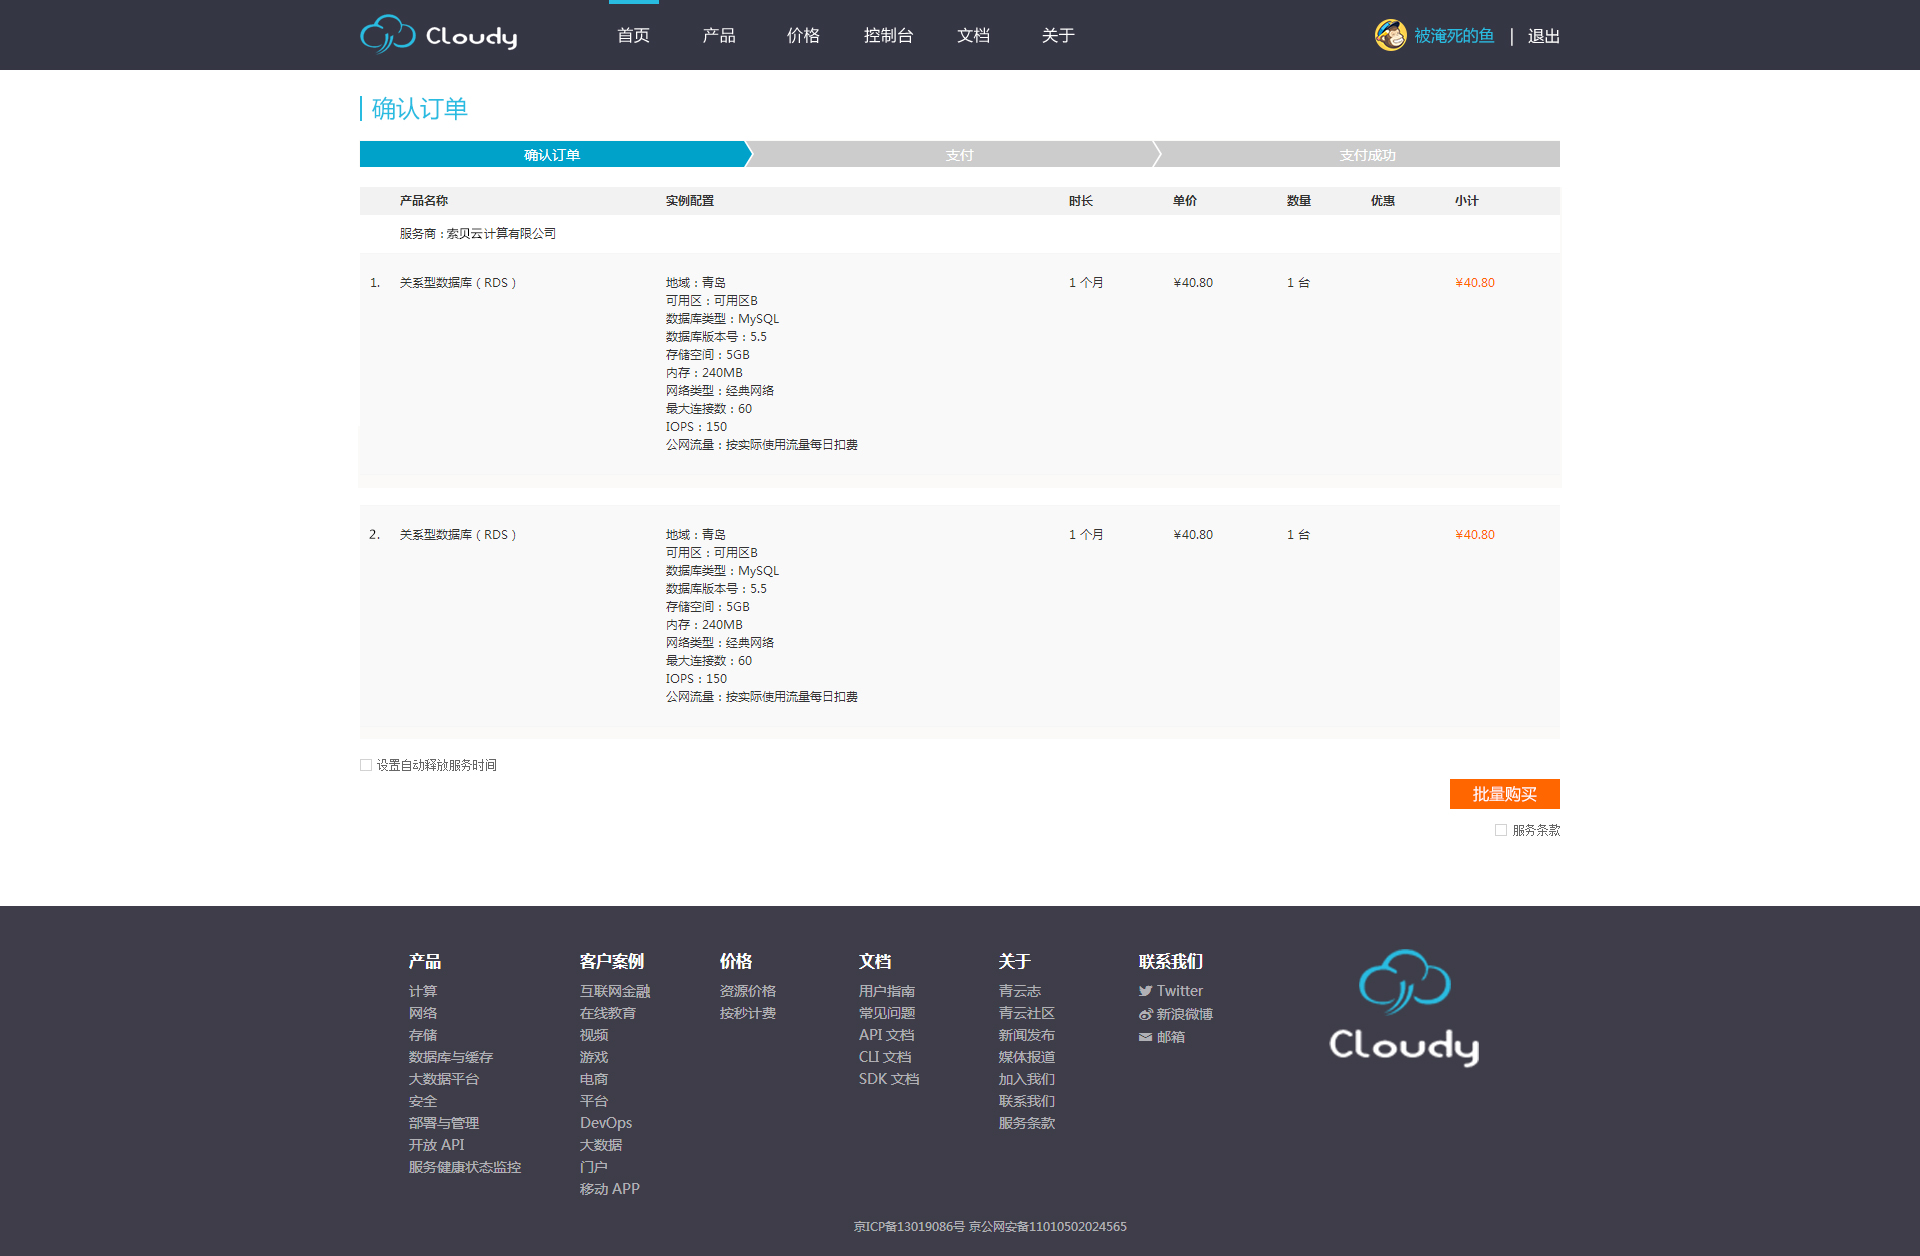 Cloudy 首页 产品 价格 控制台 文档 关于 被淹死的鱼 | 退出
确认订单
确认订单 支付 支付成功
产品名称 实例配置 时长 单价 数量 优惠 小计
服务商：索贝云计算有限公司
1. 关系型数据库（RDS） 地域：青岛 1 个月 ¥40.80 1 台 ¥40.80
可用区：可用区B
数据库类型：MySQL
数据库版本号：5.5
存储空间：5GB
内存：240MB
网络类型：经典网络
最大连接数：60
IOPS：150
公网流量：按实际使用流量每日扣费
2. 关系型数据库（RDS） 地域：青岛 1 个月 ¥40.80 1 台 ¥40.80
可用区：可用区B
数据库类型：MySQL
数据库版本号：5.5
存储空间：5GB
内存：240MB
网络类型：经典网络
最大连接数：60
IOPS：150
公网流量：按实际使用流量每日扣费
设置自动释放服务时间
批量购买
服务条款
产品
计算
网络
存储
数据库与缓存
大数据平台
安全
部署与管理
开放 API
服务健康状态监控
客户案例
互联网金融
在线教育
视频
游戏
电商
平台
DevOps
大数据
门户
移动 APP
价格
资源价格
按秒计费
文档
用户指南
常见问题
API 文档
CLI 文档
SDK 文档
关于
青云志
青云社区
新闻发布
媒体报道
加入我们
联系我们
服务条款
联系我们
Twitter
新浪微博
邮箱
Cloudy
京ICP备13019086号 京公网安备11010502024565